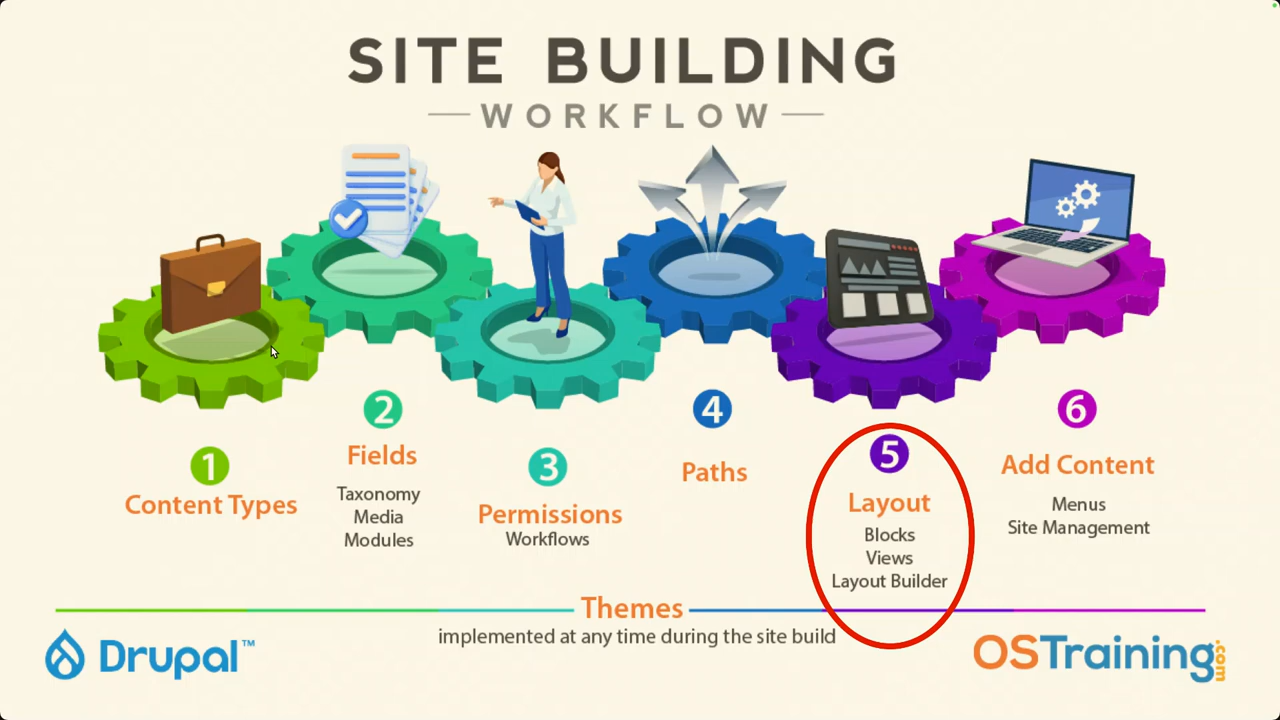 SITE BUILDING
WORKFLOW
1
Content Types
2
Fields
Taxonomy
Media
Modules
3
Permissions
Workflows
4
Paths
5
Layout
Blocks
Views
Layout Builder
6
Add Content
Menus
Site Management
Themes
implemented at any time during the site build
Drupal™
OSTraining.com